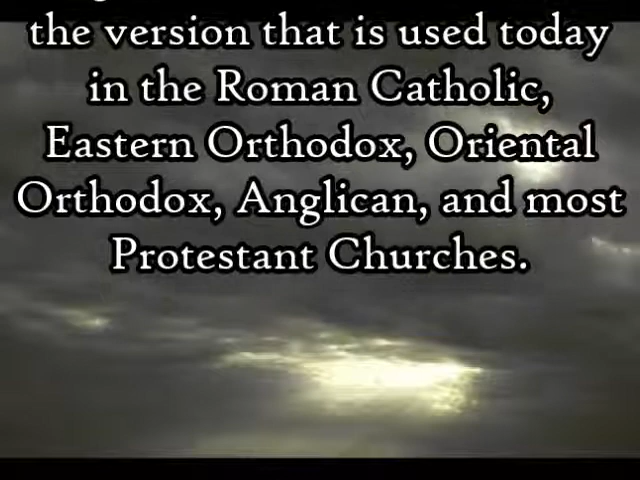 the version that is used today
in the Roman Catholic,
Eastern Orthodox, Oriental
Orthodox, Anglican, and most
Protestant Churches.